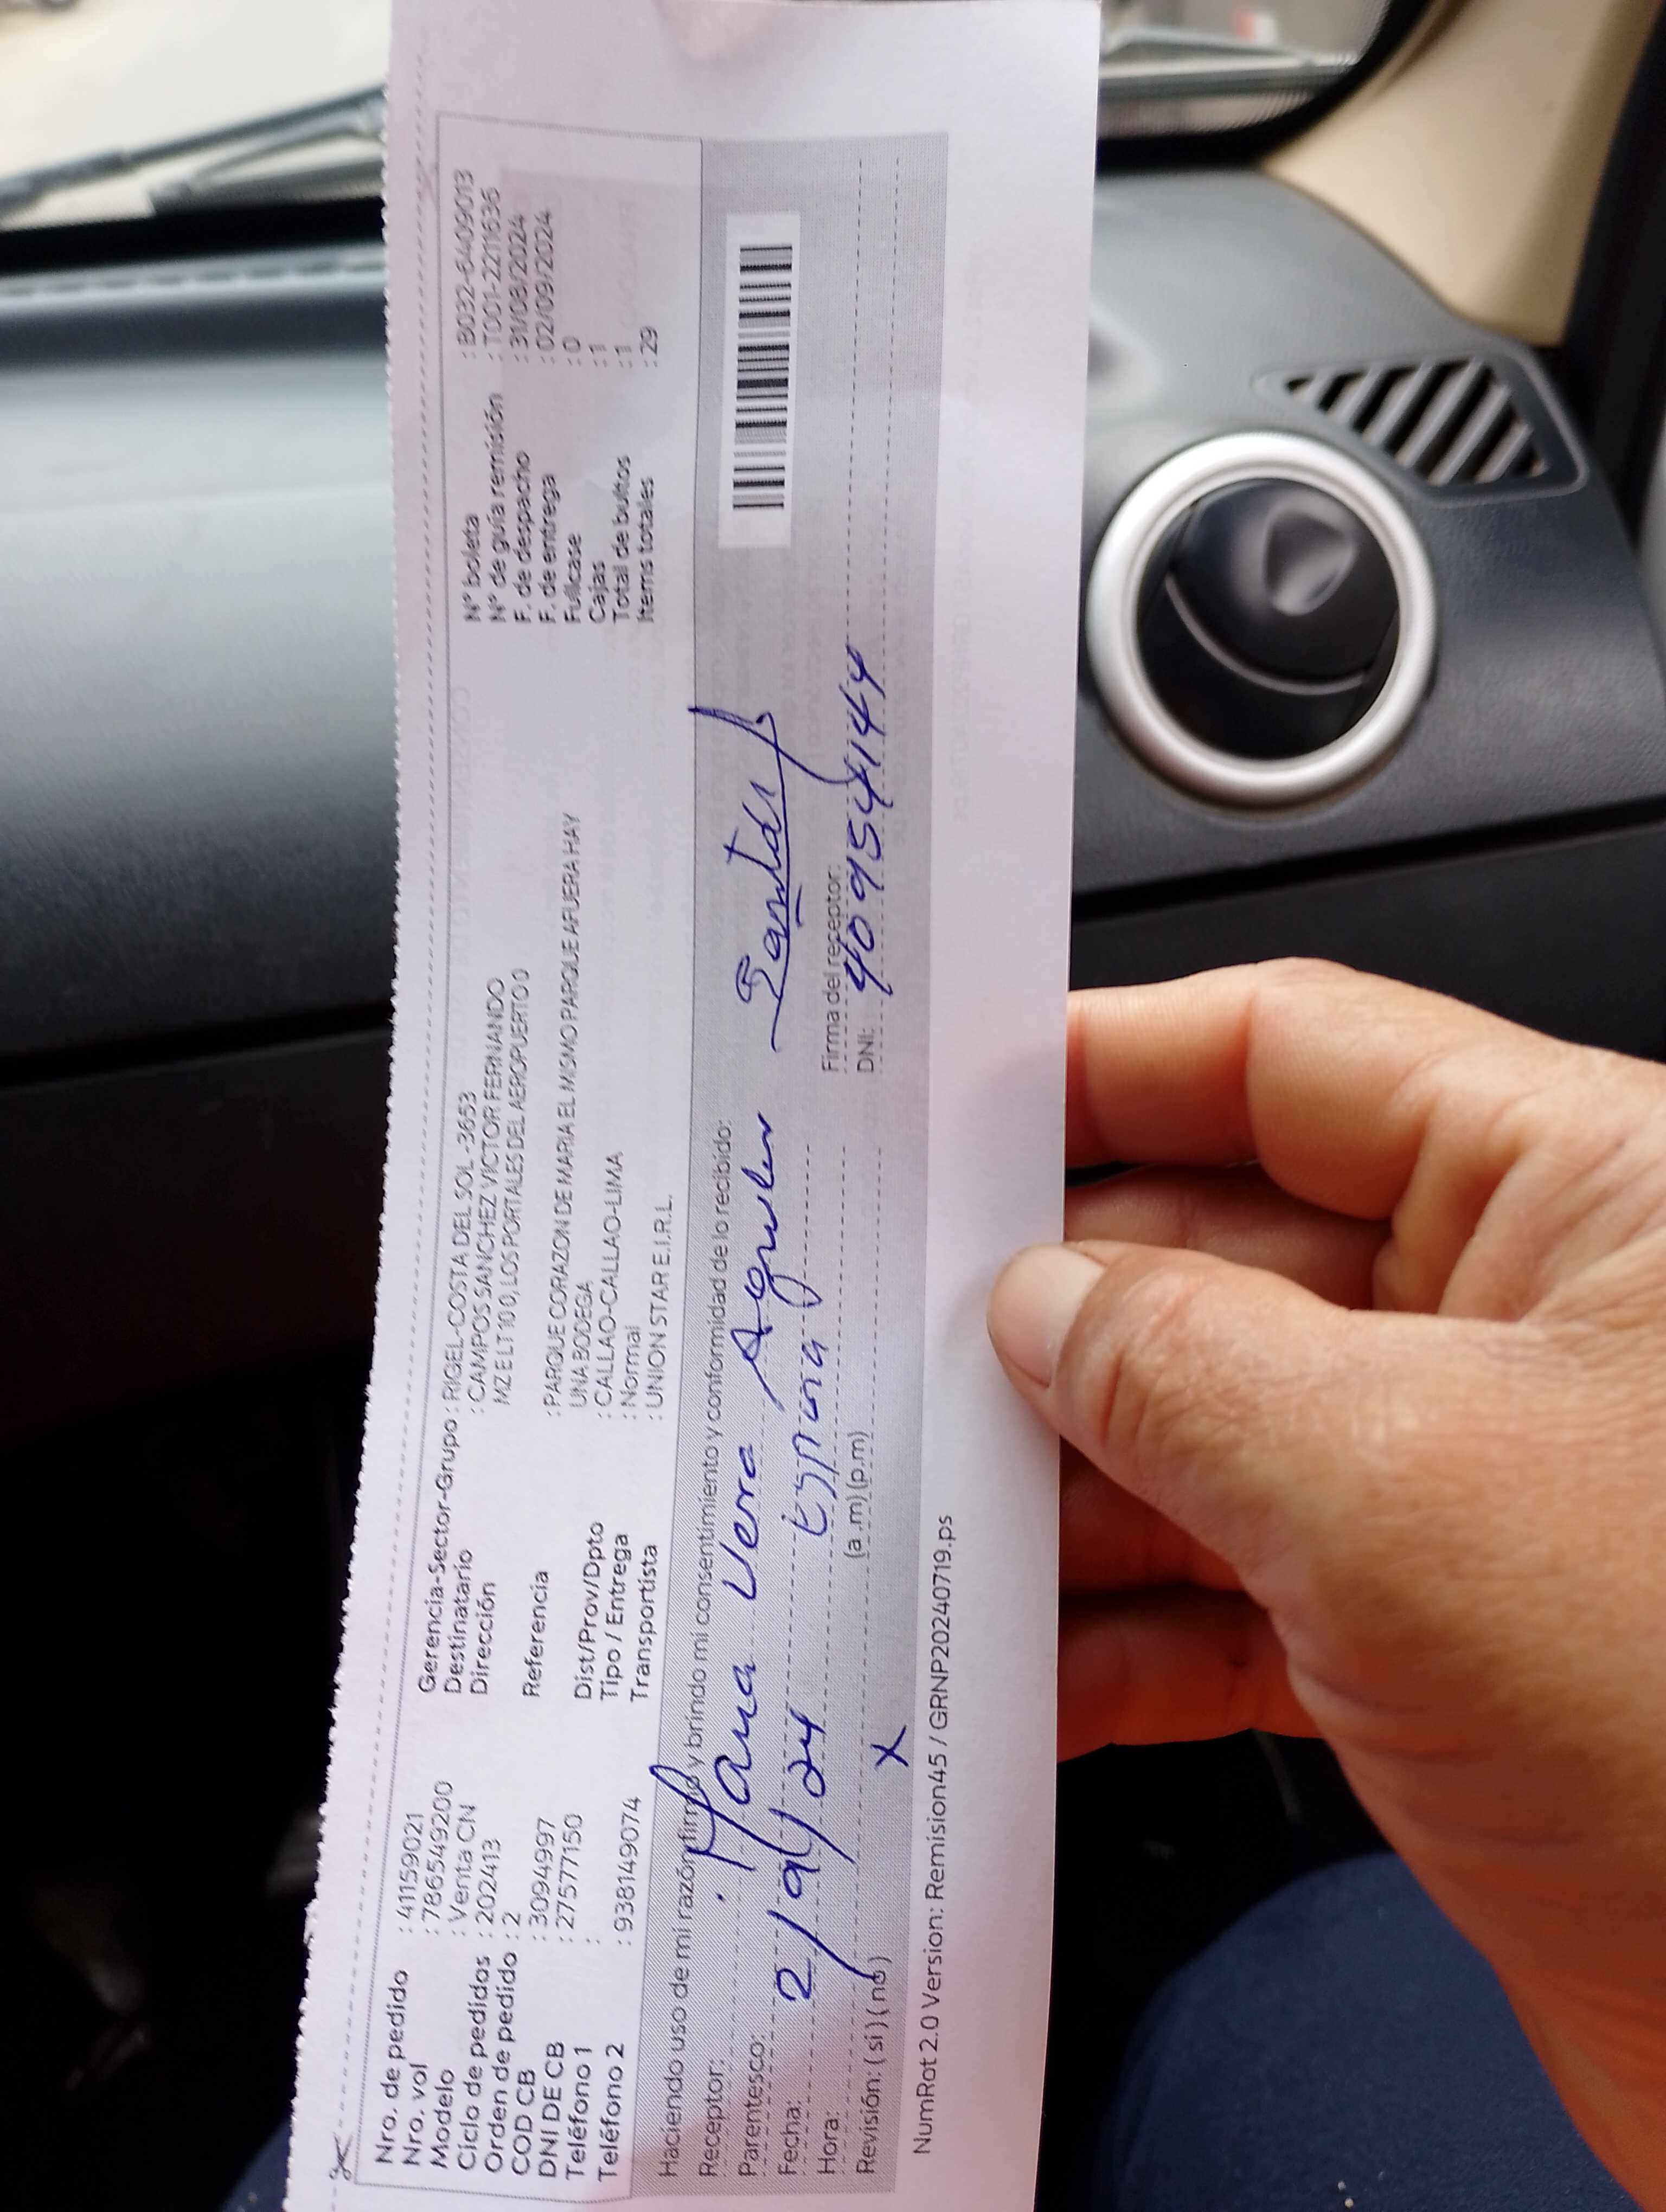 Nro. de pedido : 41159021
Nro. vol : 786549200
Modelo : Venta CN
Ciclo de pedidos : 202413
Orden de pedido : 2
COD CB : 3094997
DNI DE CB : 27577150
Teléfono 1 :
Teléfono 2 : 938149074
Gerencia-Sector-Grupo : RIGEL-COSTA DEL SOL -3653
Destinatario : CAMPOS SANCHEZ VICTOR FERNANDO
Dirección MZ E LT 10 0, LOS PORTALES DEL AEROPUERTO 0
Referencia : PARQUE CORAZON DE MARIA EL MISMO PARQUE AFUERA HAY
UNA BODEGA
Dist/Prov/Dpto : CALLAO-CALLAO-LIMA
Tipo / Entrega : Normal
Transportista : UNION STAR E.I.R.L.
N° boleta : B032-64409013
N° de guía remisión : T001-22111636
F. de despacho : 31/08/2024
F. de entrega : 02/09/2024
Fullcase : 0
Cajas : 1
Total de bultos : 1
Items totales : 29
Haciendo uso de mi razón firmo y brindo mi consentimiento y conformidad de lo recibido:
Receptor: Vera
Parentesco:
Fecha: 2/9/24
Hora: (a .m) (p.m)
Revisión: ( si ) ( no ) X
Firma del receptor:
DNI: 40954144
NumRot 2.0 Version: Remision45 / GRNP20240719.ps